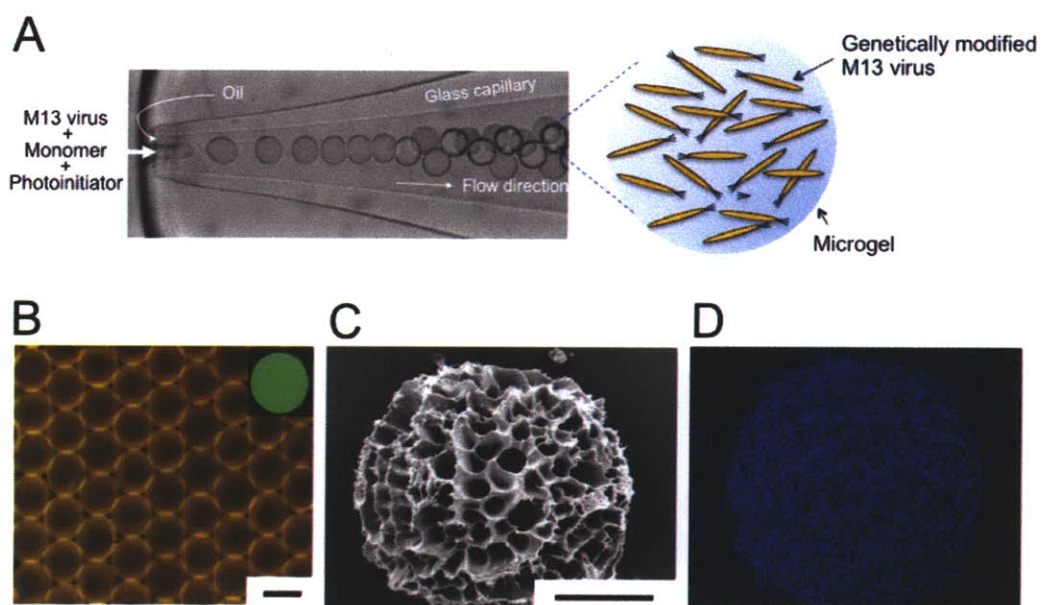 A
Oil
Glass capillary
M13 virus
+
Monomer
+
Photoinitiator
Flow direction
Genetically modified
M13 virus
Microgel
B
C
D